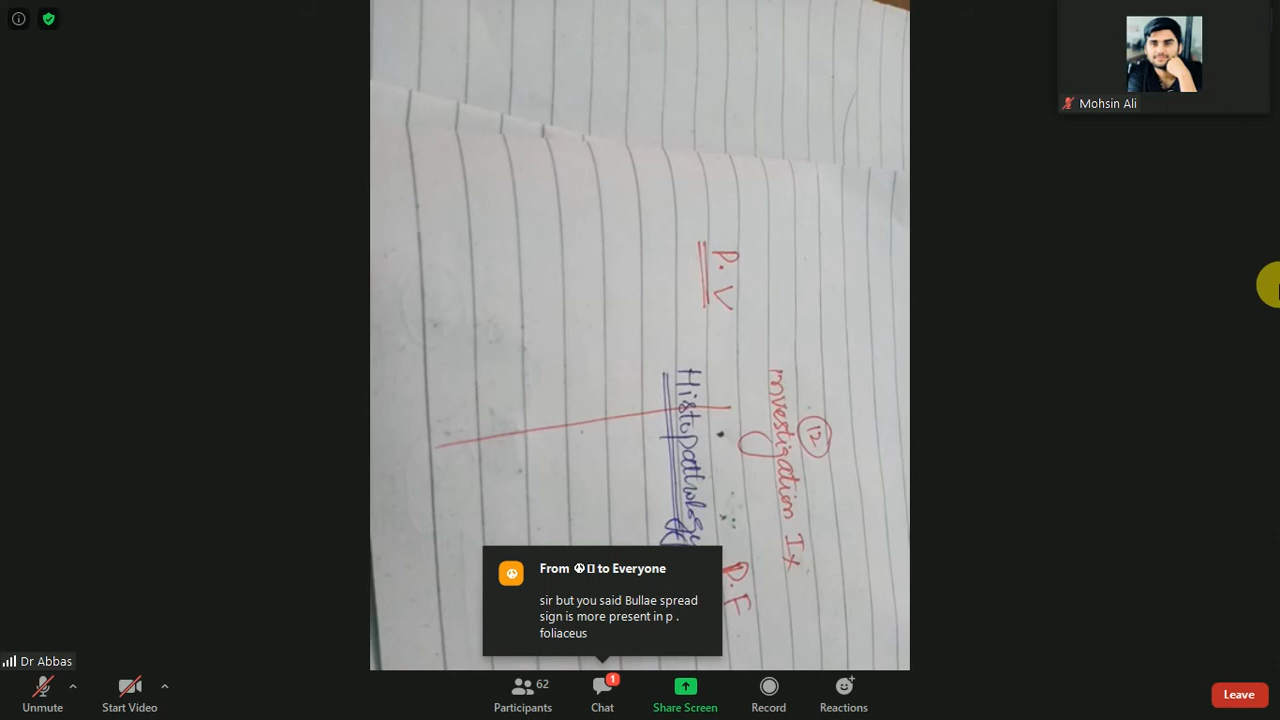 Mohsin Ali
12
Investigation Ix
P.V
P.F
Histopathology
From ☮ ▯ to Everyone
sir but you said Bullae spread
sign is more present in p .
foliaceus
Dr Abbas
Unmute
Start Video
62
Participants
1
Chat
Share Screen
Record
Reactions
Leave